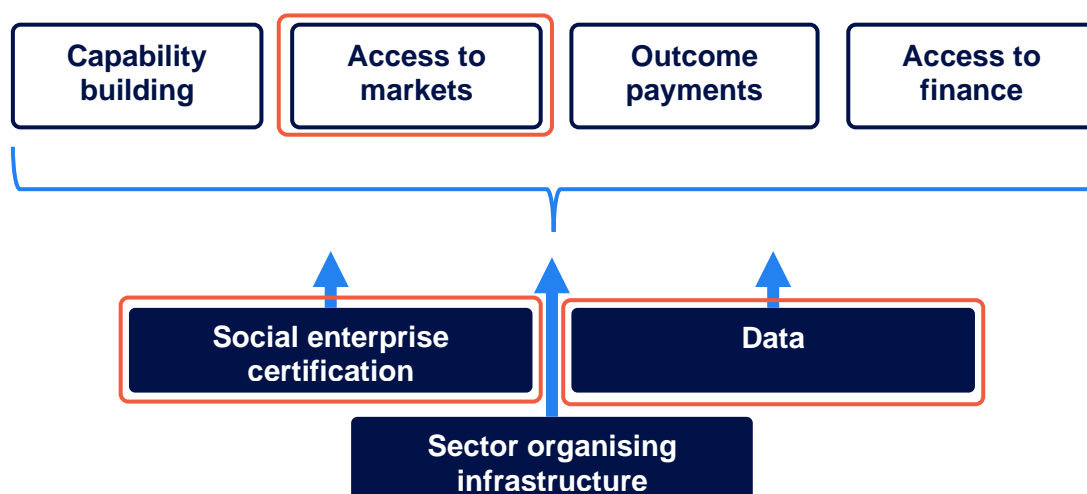 Capability
building
Access to
markets
Outcome
payments
Access to
finance
Social enterprise
certification
Data
Sector organising
infrastructure